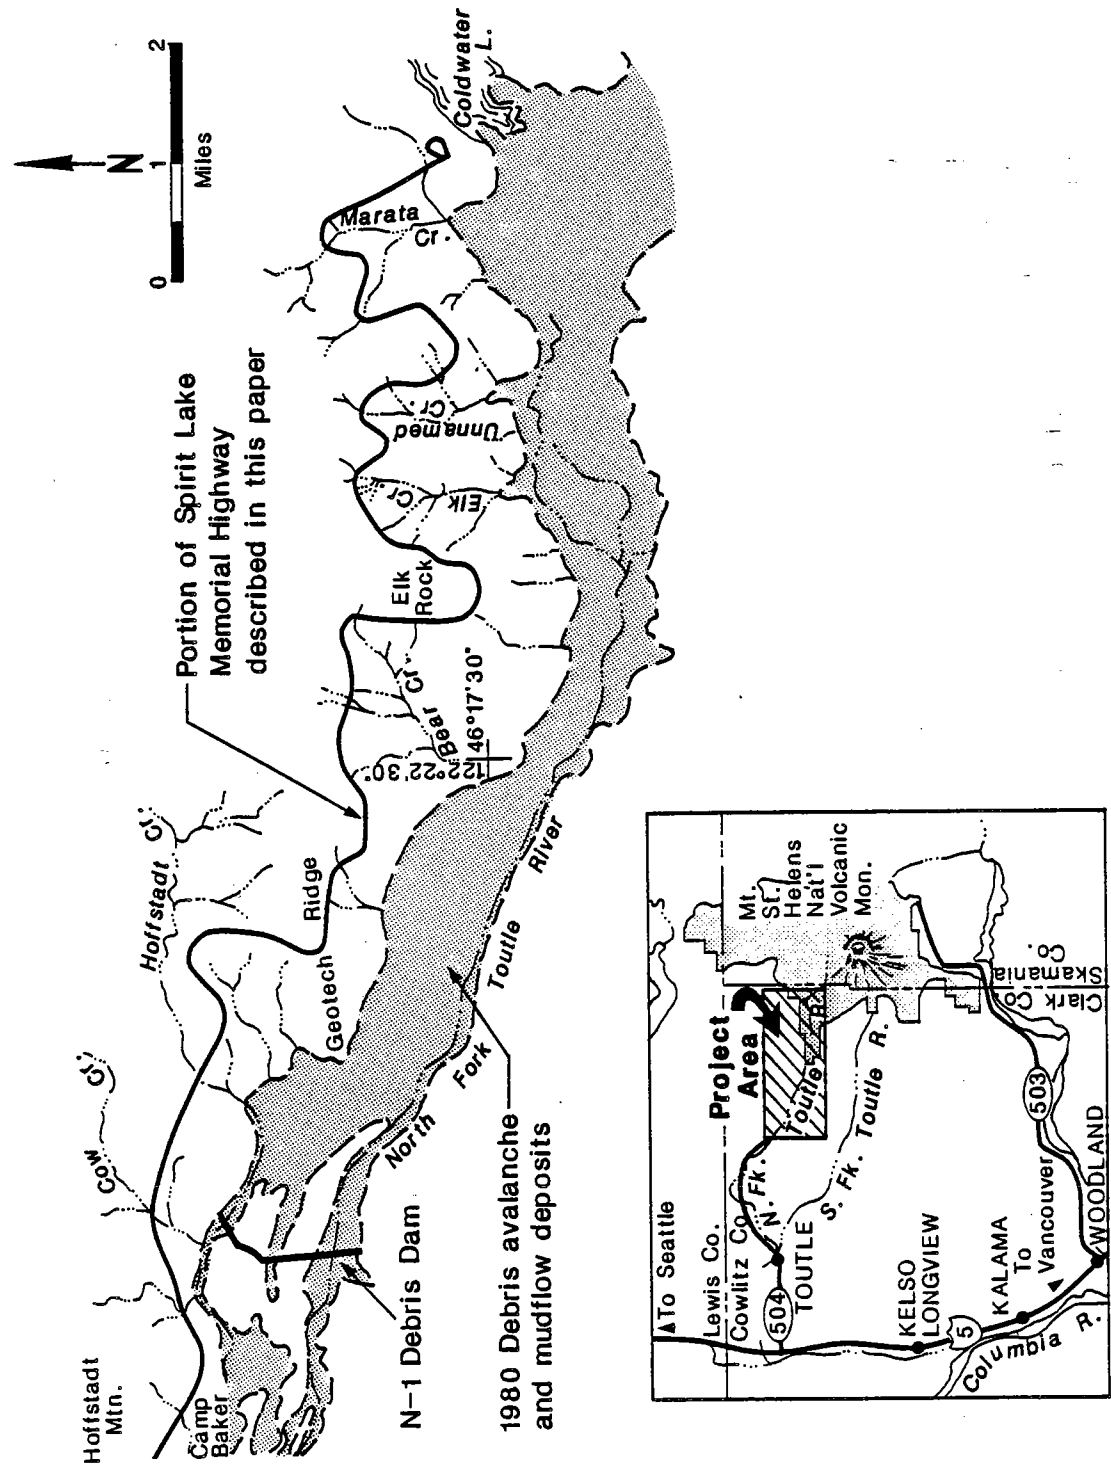 Hoffstadt
Mtn.
Camp
Baker
Cow Cr.
Hoffstadt Cr.
Geotech Ridge
Portion of Spirit Lake
Memorial Highway
described in this paper
Elk
Rock
Bear Cr.
122°22'30"
46°17'30"
Elk Cr.
Unnamed Cr.
Marata
Cr.
Coldwater
L.
N
0 1 2
Miles
North Fork Toutle River
N-1 Debris Dam
1980 Debris avalanche
and mudflow deposits
To Seattle
Lewis Co.
Cowlitz Co.
504
TOUTLE
N. Fk. Toutle R.
S. Fk. Toutle R.
Project
Area
Mt.
St.
Helens
Nat'l
Volcanic
Mon.
KELSO
LONGVIEW
5
KALAMA
To
Vancouver
Columbia R.
WOODLAND
503
Clark Co.
Skamania
Co.